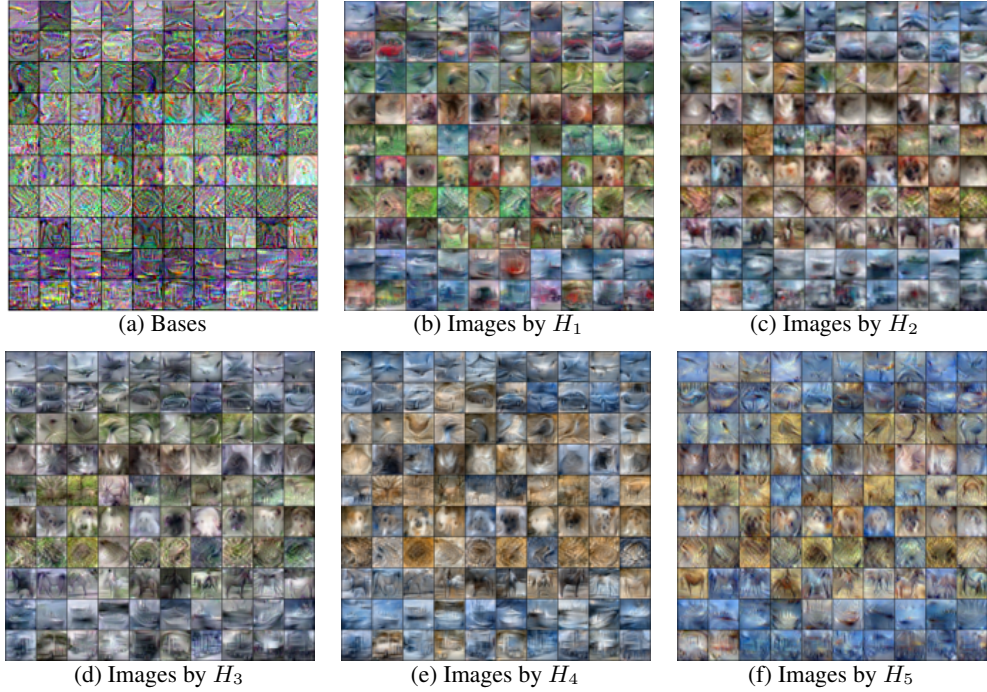 (a) Bases
(b) Images by H₁
(c) Images by H₂
(d) Images by H₃
(e) Images by H₄
(f) Images by H₅